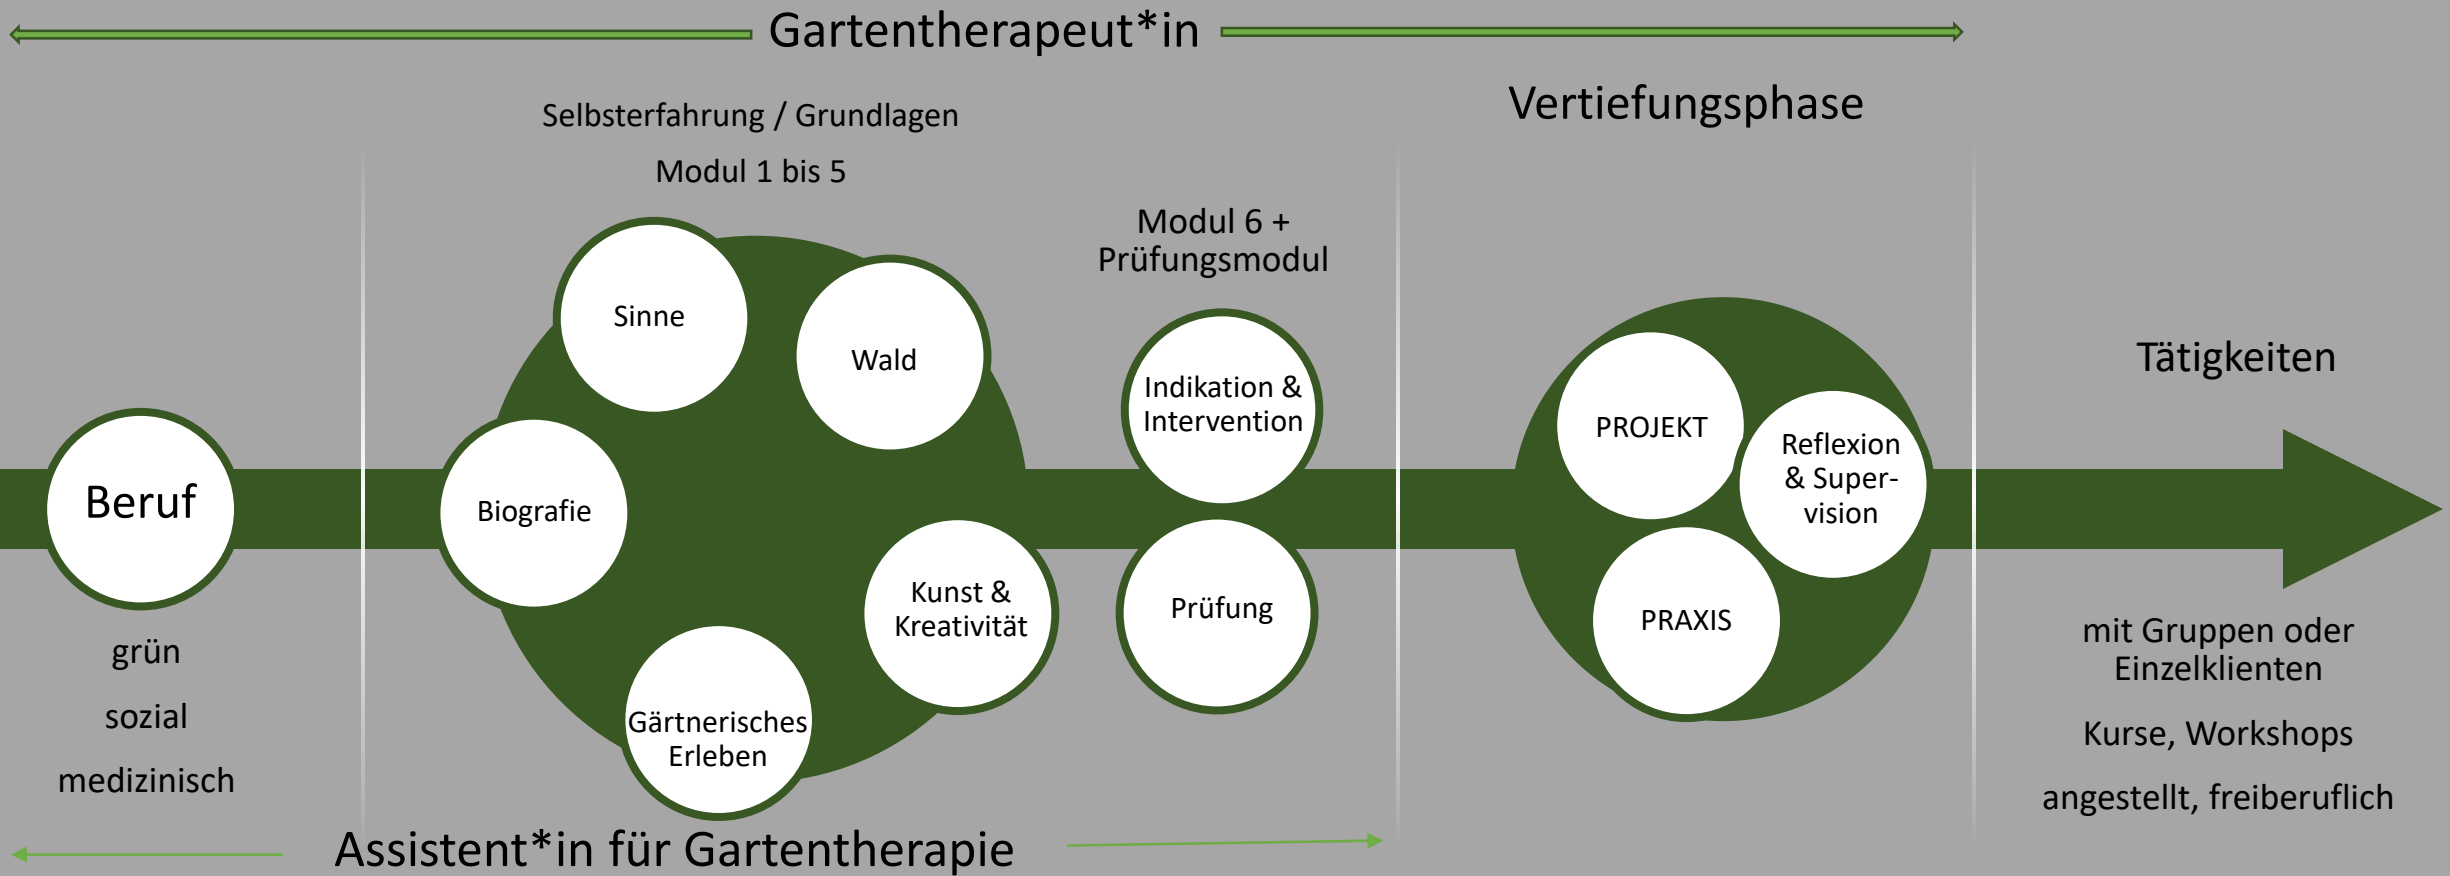 Gartentherapeut*in
Selbsterfahrung / Grundlagen
Modul 1 bis 5
Vertiefungsphase
Modul 6 +
Prüfungsmodul
Beruf
grün
sozial
medizinisch
Sinne
Wald
Biografie
Kunst &
Kreativität
Gärtnerisches
Erleben
Indikation &
Intervention
Prüfung
PROJEKT
Reflexion
& Super-
vision
PRAXIS
Tätigkeiten
mit Gruppen oder
Einzelklienten
Kurse, Workshops
angestellt, freiberuflich
Assistent*in für Gartentherapie